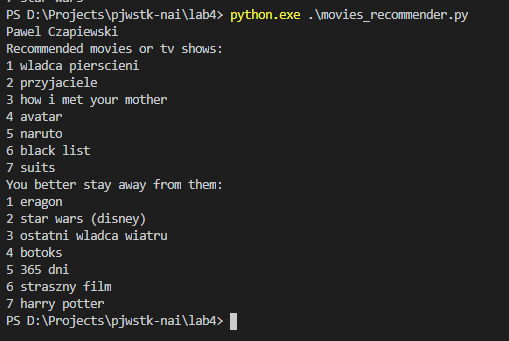 7 star wars
PS D:\Projects\pjwstk-nai\lab4> python.exe .\movies_recommender.py
Pawel Czapiewski
Recommended movies or tv shows:
1 wladca pierscieni
2 przyjaciele
3 how i met your mother
4 avatar
5 naruto
6 black list
7 suits
You better stay away from them:
1 eragon
2 star wars (disney)
3 ostatni wladca wiatru
4 botoks
5 365 dni
6 straszny film
7 harry potter
PS D:\Projects\pjwstk-nai\lab4>